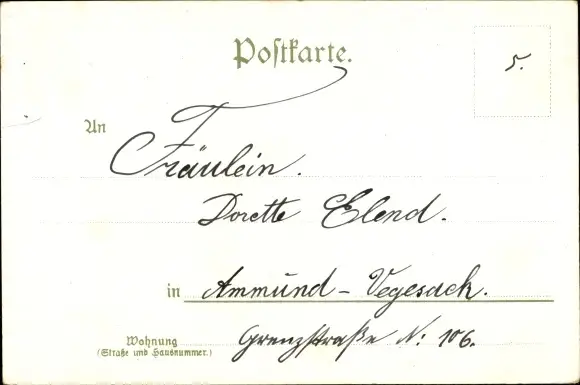 Postkarte.
5.
An
Fräulein.
Dorette Elend.
in Ammünd-Vegesack.
Wohnung Grenzstraße N: 106.
(Straße und Hausnummer.)